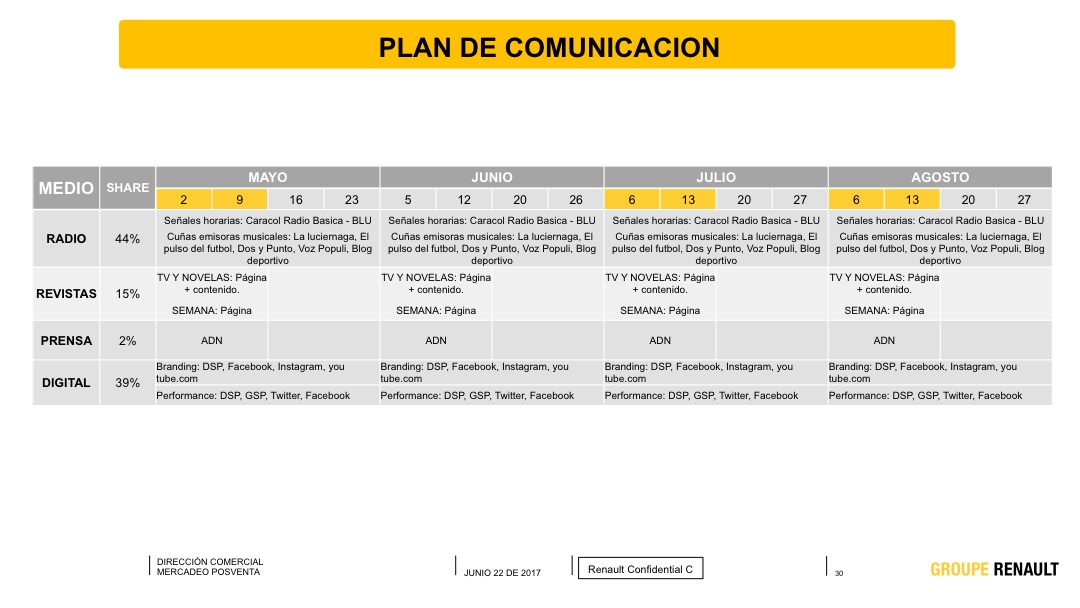 PLAN DE COMUNICACION
MEDIO SHARE MAYO JUNIO JULIO AGOSTO
2 9 16 23 5 12 20 26 6 13 20 27 6 13 20 27
RADIO 44%
Señales horarias: Caracol Radio Basica - BLU
Cuñas emisoras musicales: La luciernaga, El
pulso del futbol, Dos y Punto, Voz Populi, Blog
deportivo
Señales horarias: Caracol Radio Basica - BLU
Cuñas emisoras musicales: La luciernaga, El
pulso del futbol, Dos y Punto, Voz Populi, Blog
deportivo
Señales horarias: Caracol Radio Basica - BLU
Cuñas emisoras musicales: La luciernaga, El
pulso del futbol, Dos y Punto, Voz Populi, Blog
deportivo
Señales horarias: Caracol Radio Basica - BLU
Cuñas emisoras musicales: La luciernaga, El
pulso del futbol, Dos y Punto, Voz Populi, Blog
deportivo
REVISTAS 15%
TV Y NOVELAS: Página
+ contenido.
SEMANA: Página
TV Y NOVELAS: Página
+ contenido.
SEMANA: Página
TV Y NOVELAS: Página
+ contenido.
SEMANA: Página
TV Y NOVELAS: Página
+ contenido.
SEMANA: Página
PRENSA 2% ADN ADN ADN ADN
DIGITAL 39%
Branding: DSP, Facebook, Instagram, you
tube.com
Performance: DSP, GSP, Twitter, Facebook
Branding: DSP, Facebook, Instagram, you
tube.com
Performance: DSP, GSP, Twitter, Facebook
Branding: DSP, Facebook, Instagram, you
tube.com
Performance: DSP, GSP, Twitter, Facebook
Branding: DSP, Facebook, Instagram, you
tube.com
Performance: DSP, GSP, Twitter, Facebook
DIRECCIÓN COMERCIAL
MERCADEO POSVENTA
JUNIO 22 DE 2017
Renault Confidential C
30
GROUPE RENAULT